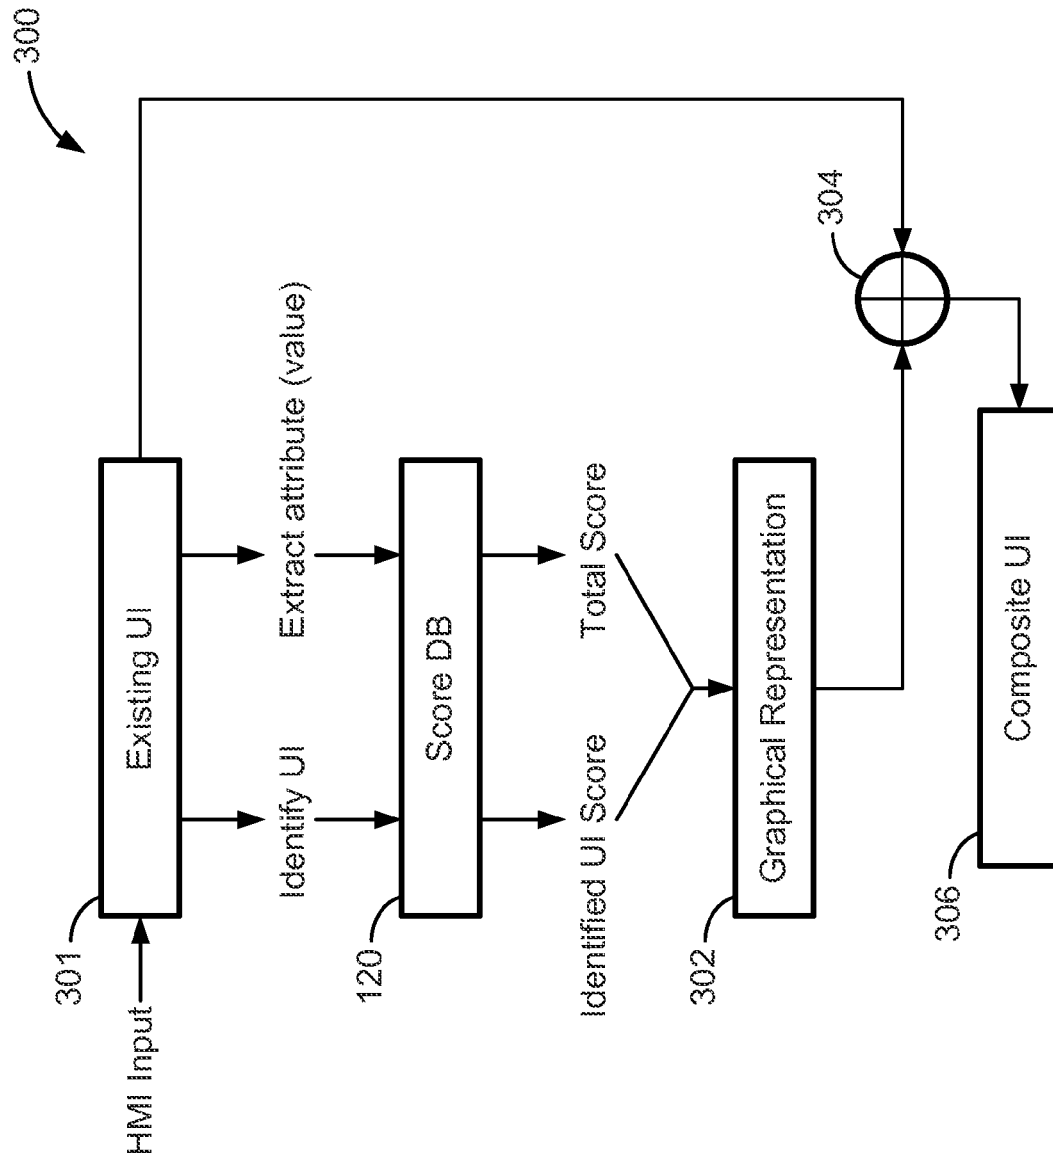 300
HMI Input
301
Existing UI
Identify UI
Extract attribute (value)
120
Score DB
Identified UI Score
Total Score
302
Graphical Representation
304
306
Composite UI